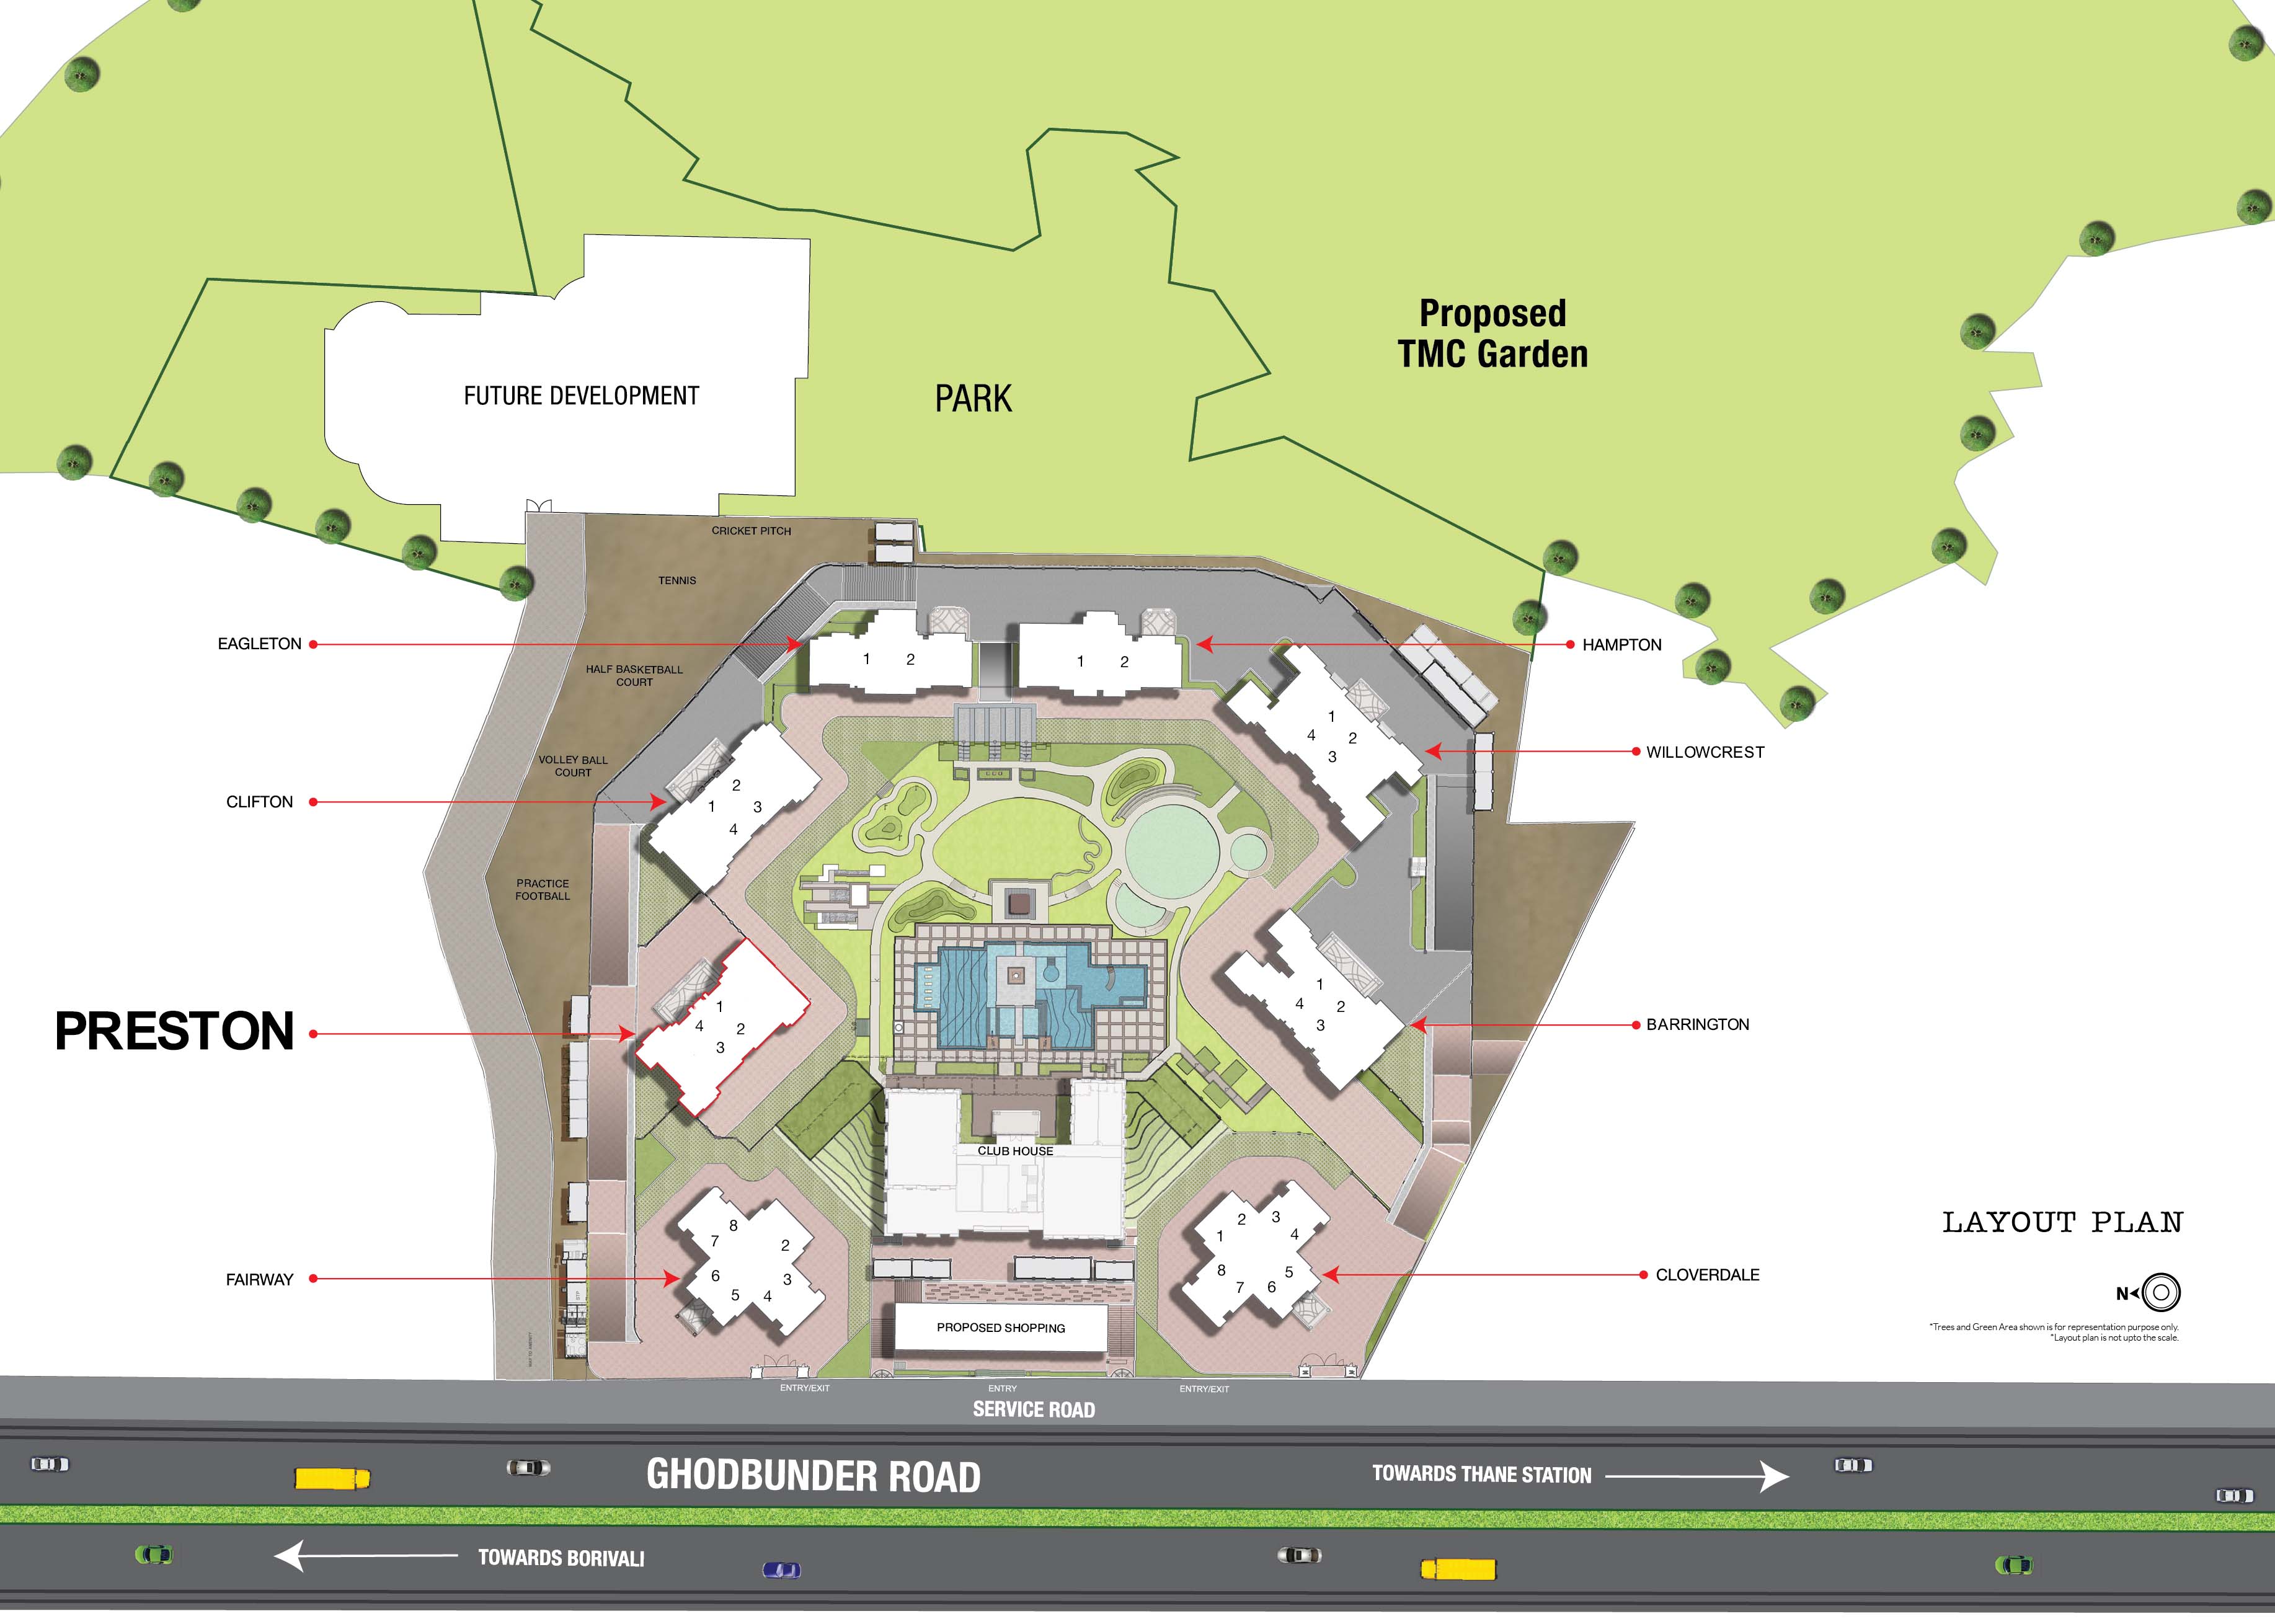 Proposed
TMC Garden
FUTURE DEVELOPMENT
PARK
CRICKET PITCH
TENNIS
EAGLETON
HAMPTON
1 2
1 2
HALF BASKETBALL
COURT
1
4 2
3
WILLOWCREST
VOLLEY BALL
COURT
CLIFTON
2
1 3
4
PRACTICE
FOOTBALL
PRESTON
1
4 2
3
1
4 2
3
BARRINGTON
CLUB HOUSE
FAIRWAY
8
7 2
6 3
5 4
2 3
1 4
8 5
7 6
CLOVERDALE
PROPOSED SHOPPING
LAYOUT PLAN
N
*Trees and Green Area shown is for representation purpose only.
*Layout plan is not upto the scale.
ENTRY/EXIT
ENTRY
ENTRY/EXIT
SERVICE ROAD
GHODBUNDER ROAD
TOWARDS THANE STATION
TOWARDS BORIVALI